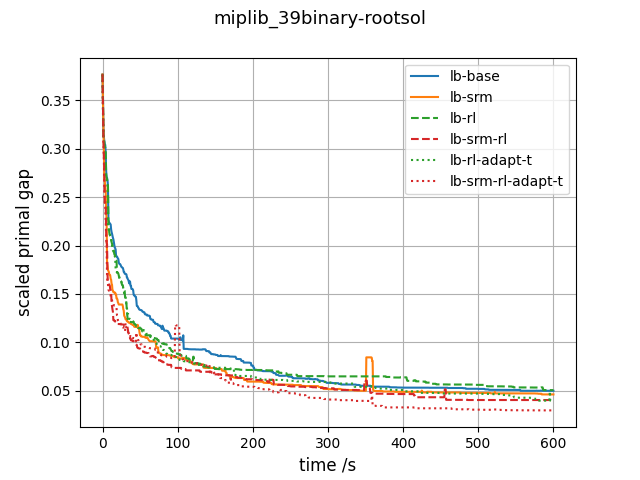 miplib_39binary-rootsol
lb-base
lb-srm
lb-rl
lb-srm-rl
lb-rl-adapt-t
lb-srm-rl-adapt-t
scaled primal gap
0.35
0.30
0.25
0.20
0.15
0.10
0.05
0 100 200 300 400 500 600
time /s